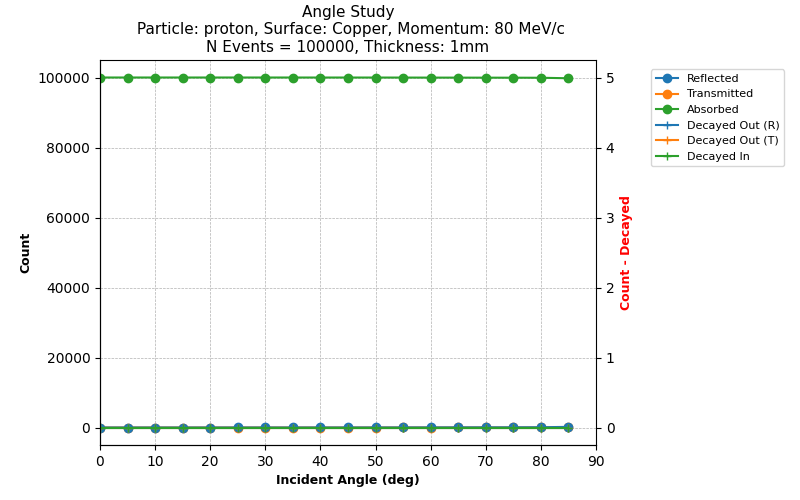 Angle Study
Particle: proton, Surface: Copper, Momentum: 80 MeV/c
N Events = 100000, Thickness: 1mm
100000
80000
60000
40000
20000
0
Count
5
4
3
2
1
0
Count - Decayed
0 10 20 30 40 50 60 70 80 90
Incident Angle (deg)
Reflected
Transmitted
Absorbed
Decayed Out (R)
Decayed Out (T)
Decayed In